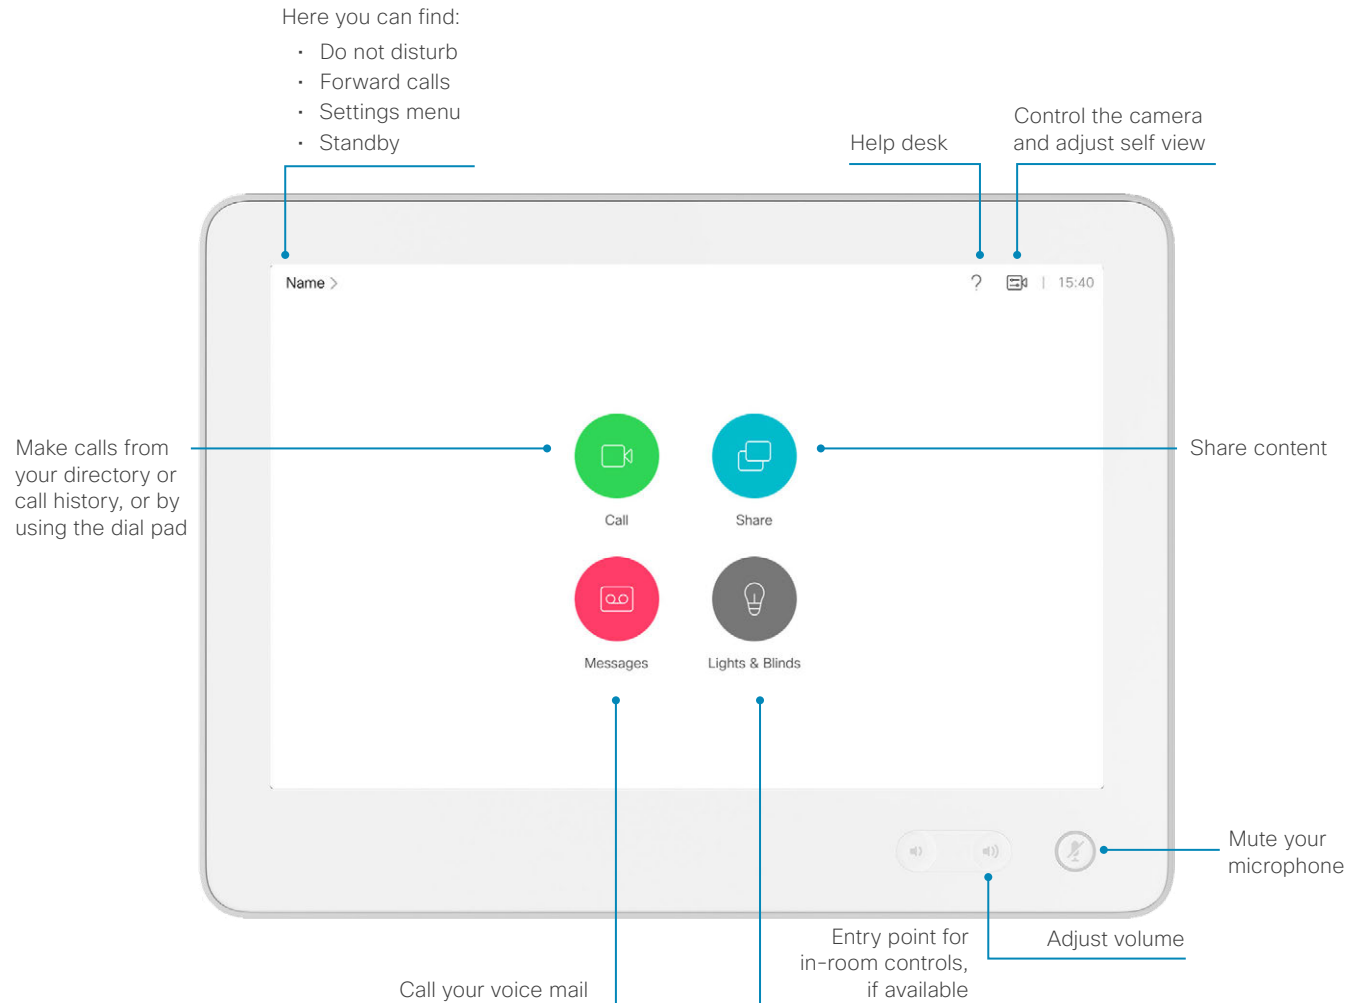 Here you can find:
· Do not disturb
· Forward calls
· Settings menu
· Standby
Help desk
Control the camera
and adjust self view
Name >
?
15:40
Make calls from
your directory or
call history, or by
using the dial pad
Call
Share
Share content
Messages
Lights & Blinds
Mute your
microphone
Adjust volume
Entry point for
in-room controls,
if available
Call your voice mail